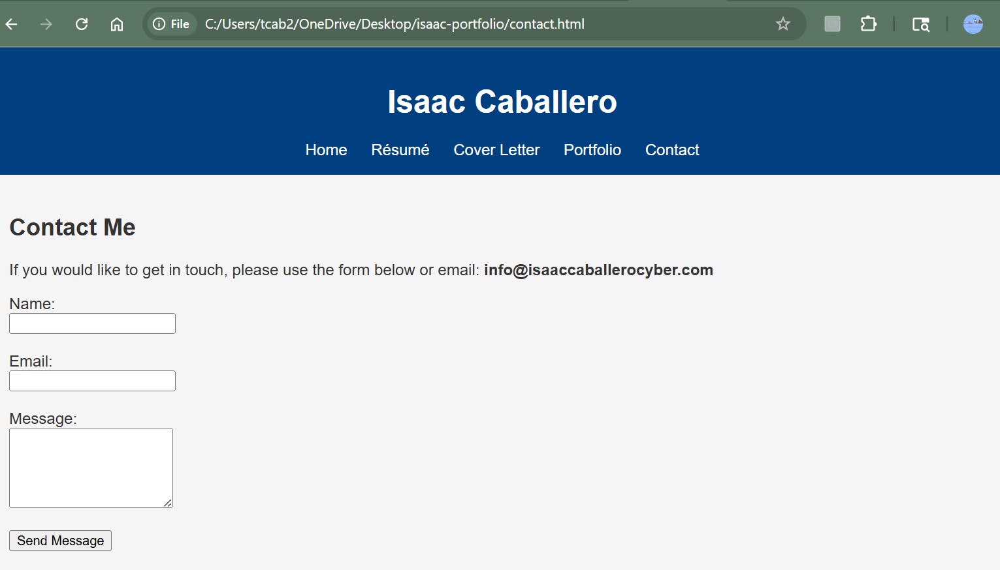 File C:/Users/tcab2/OneDrive/Desktop/isaac-portfolio/contact.html
Isaac Caballero
Home Résumé Cover Letter Portfolio Contact
Contact Me
If you would like to get in touch, please use the form below or email: info@isaaccaballerocyber.com
Name:
Email:
Message:
Send Message